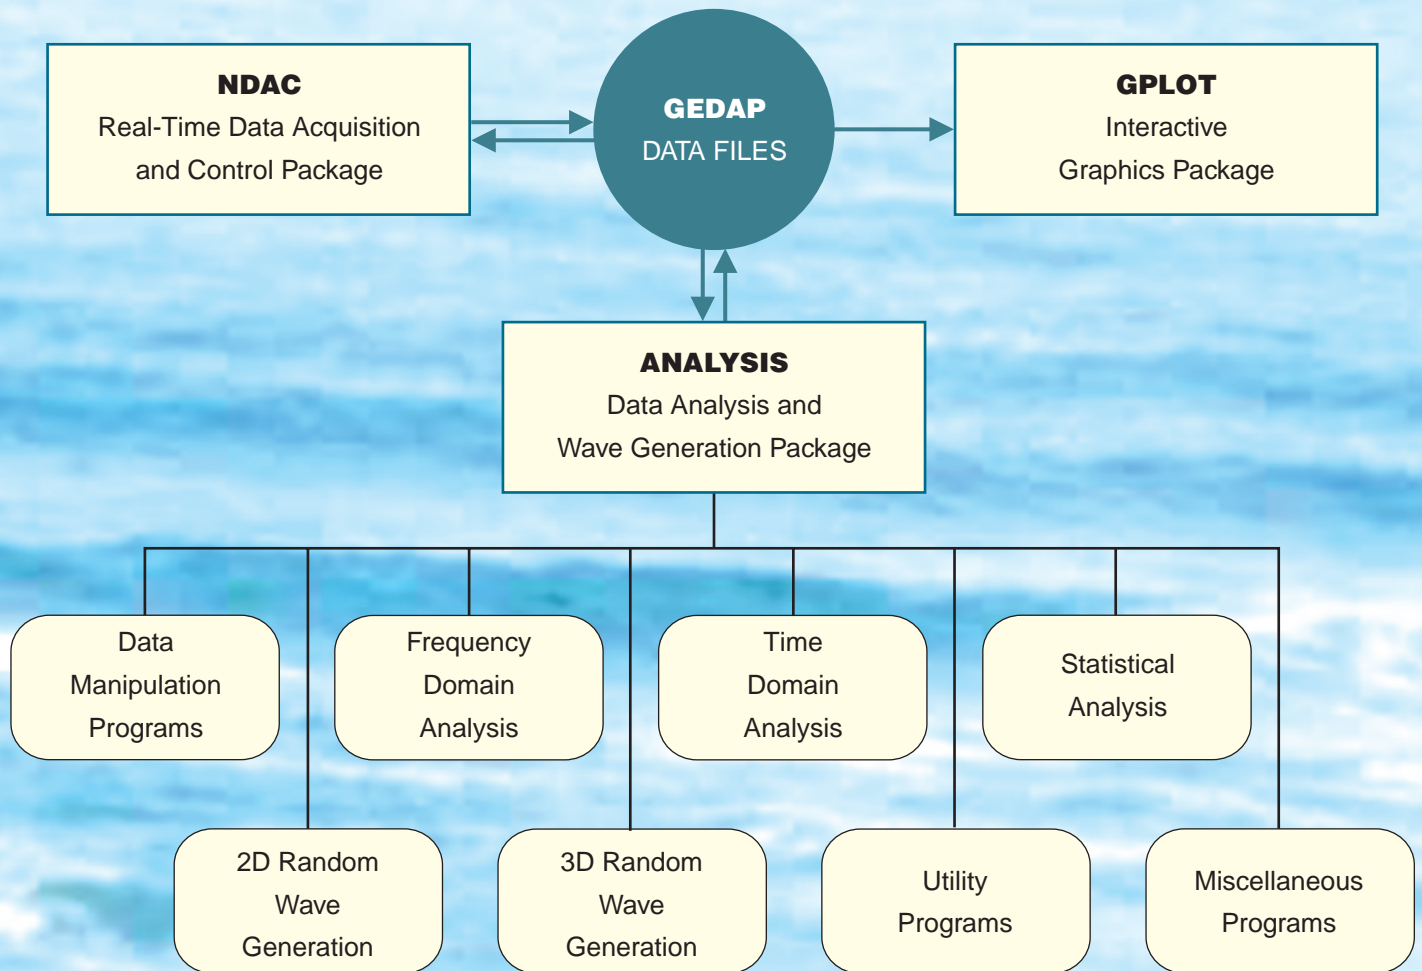 NDAC
Real-Time Data Acquisition
and Control Package
GEDAP
DATA FILES
GPLOT
Interactive
Graphics Package
ANALYSIS
Data Analysis and
Wave Generation Package
Data
Manipulation
Programs
Frequency
Domain
Analysis
Time
Domain
Analysis
Statistical
Analysis
2D Random
Wave
Generation
3D Random
Wave
Generation
Utility
Programs
Miscellaneous
Programs